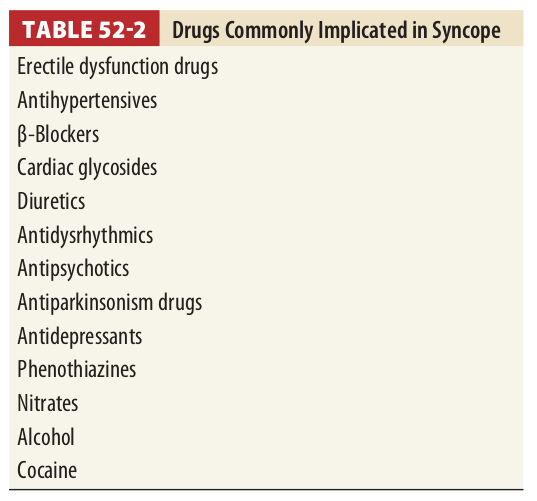 TABLE 52-2 Drugs Commonly Implicated in Syncope
Erectile dysfunction drugs
Antihypertensives
β-Blockers
Cardiac glycosides
Diuretics
Antidysrhythmics
Antipsychotics
Antiparkinsonism drugs
Antidepressants
Phenothiazines
Nitrates
Alcohol
Cocaine